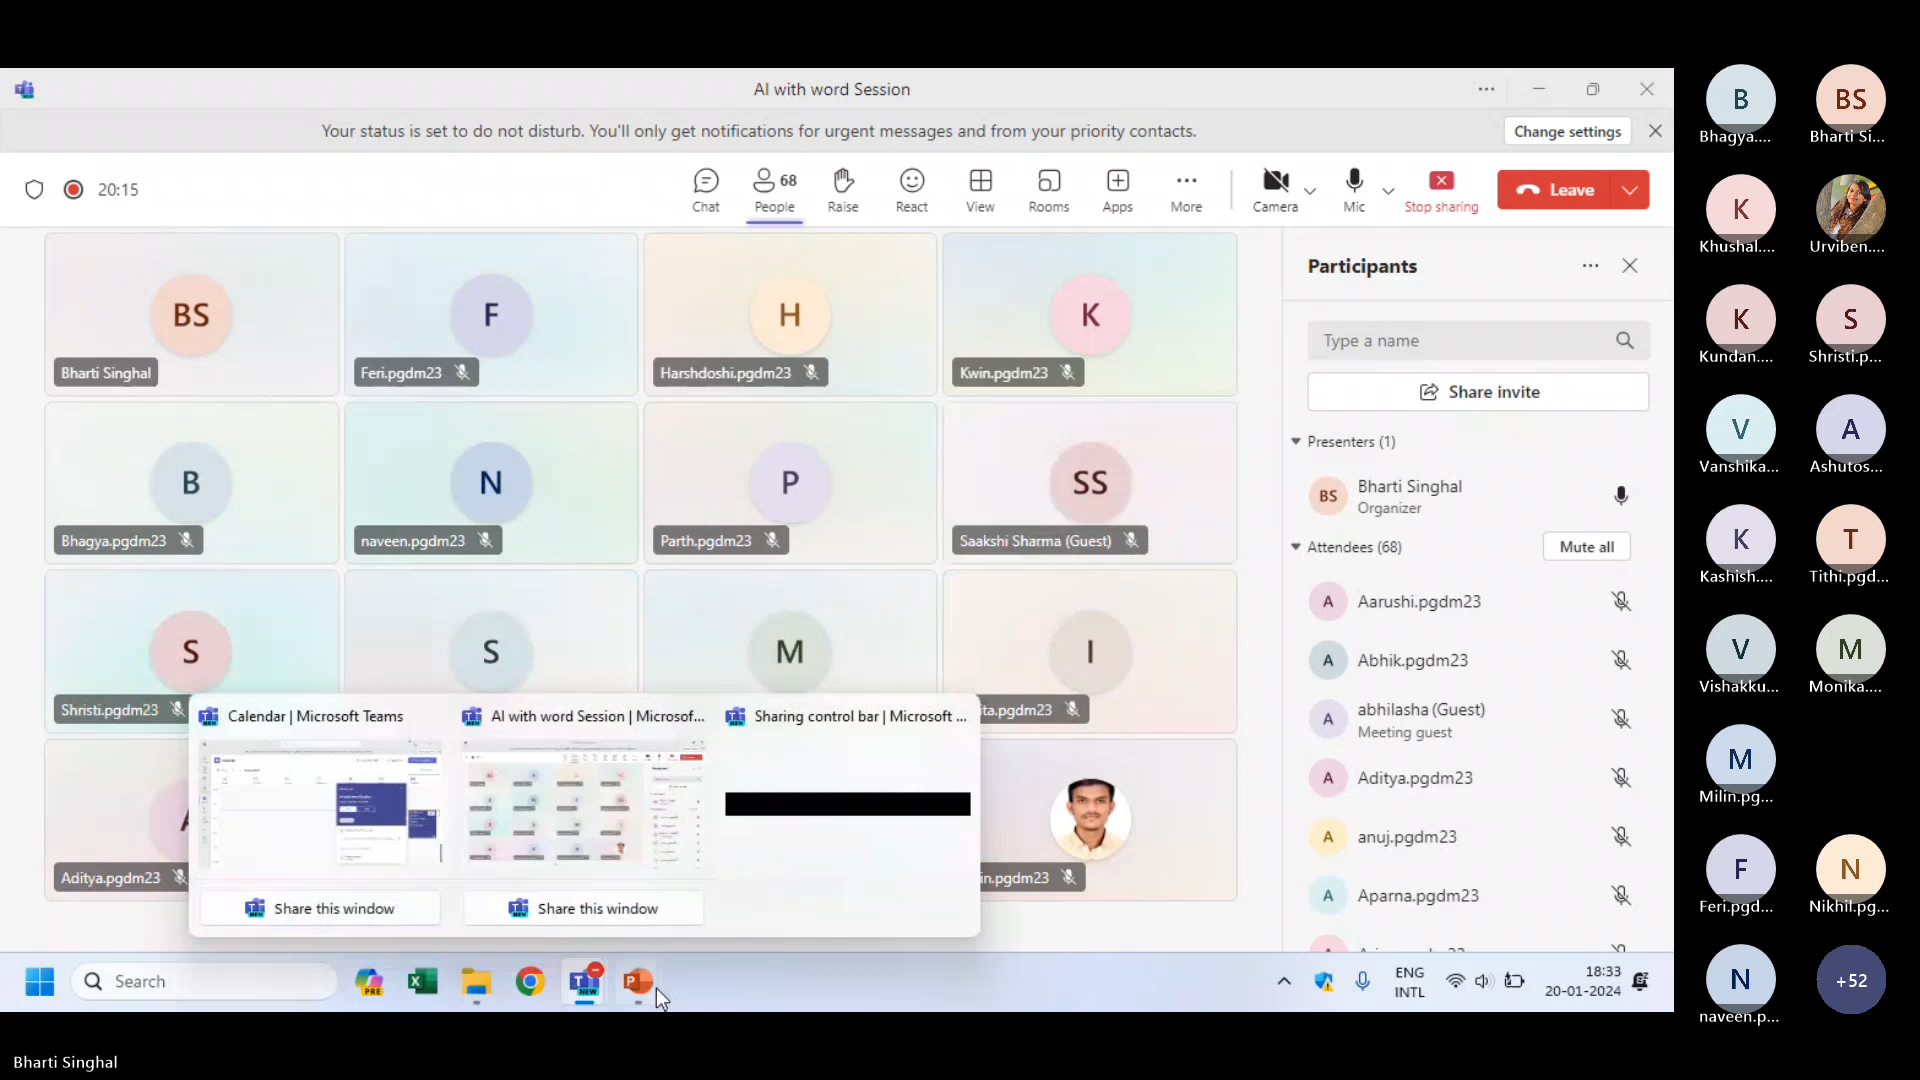 AI with word Session
Your status is set to do not disturb. You'll only get notifications for urgent messages and from your priority contacts.
Change settings
20:15
68
Chat
People
Raise
React
View
Rooms
Apps
More
Camera
Mic
Stop sharing
Leave
BS
Bharti Singhal
F
Feri.pgdm23
H
Harshdoshi.pgdm23
K
Kwin.pgdm23
B
Bhagya.pgdm23
N
naveen.pgdm23
P
Parth.pgdm23
SS
Saakshi Sharma (Guest)
S
Shristi.pgdm23
S
M
I
ita.pgdm23
Aditya.pgdm23
in.pgdm23
Calendar | Microsoft Teams
AI with word Session | Microsof...
Sharing control bar | Microsoft ...
Share this window
Share this window
Participants
Type a name
Share invite
Presenters (1)
BS
Bharti Singhal
Organizer
Attendees (68)
Mute all
A
Aarushi.pgdm23
A
Abhik.pgdm23
A
abhilasha (Guest)
Meeting guest
A
Aditya.pgdm23
A
anuj.pgdm23
A
Aparna.pgdm23
Search
PRE
NEW
ENG
INTL
18:33
20-01-2024
B
Bhagya....
BS
Bharti Si...
K
Khushal....
Urviben....
K
Kundan....
S
Shristi.p...
V
Vanshika...
A
Ashutos...
K
Kashish....
T
Tithi.pgd...
V
Vishakku...
M
Monika....
M
Milin.pg...
F
Feri.pgd...
N
Nikhil.pg...
N
naveen.p...
+52
Bharti Singhal